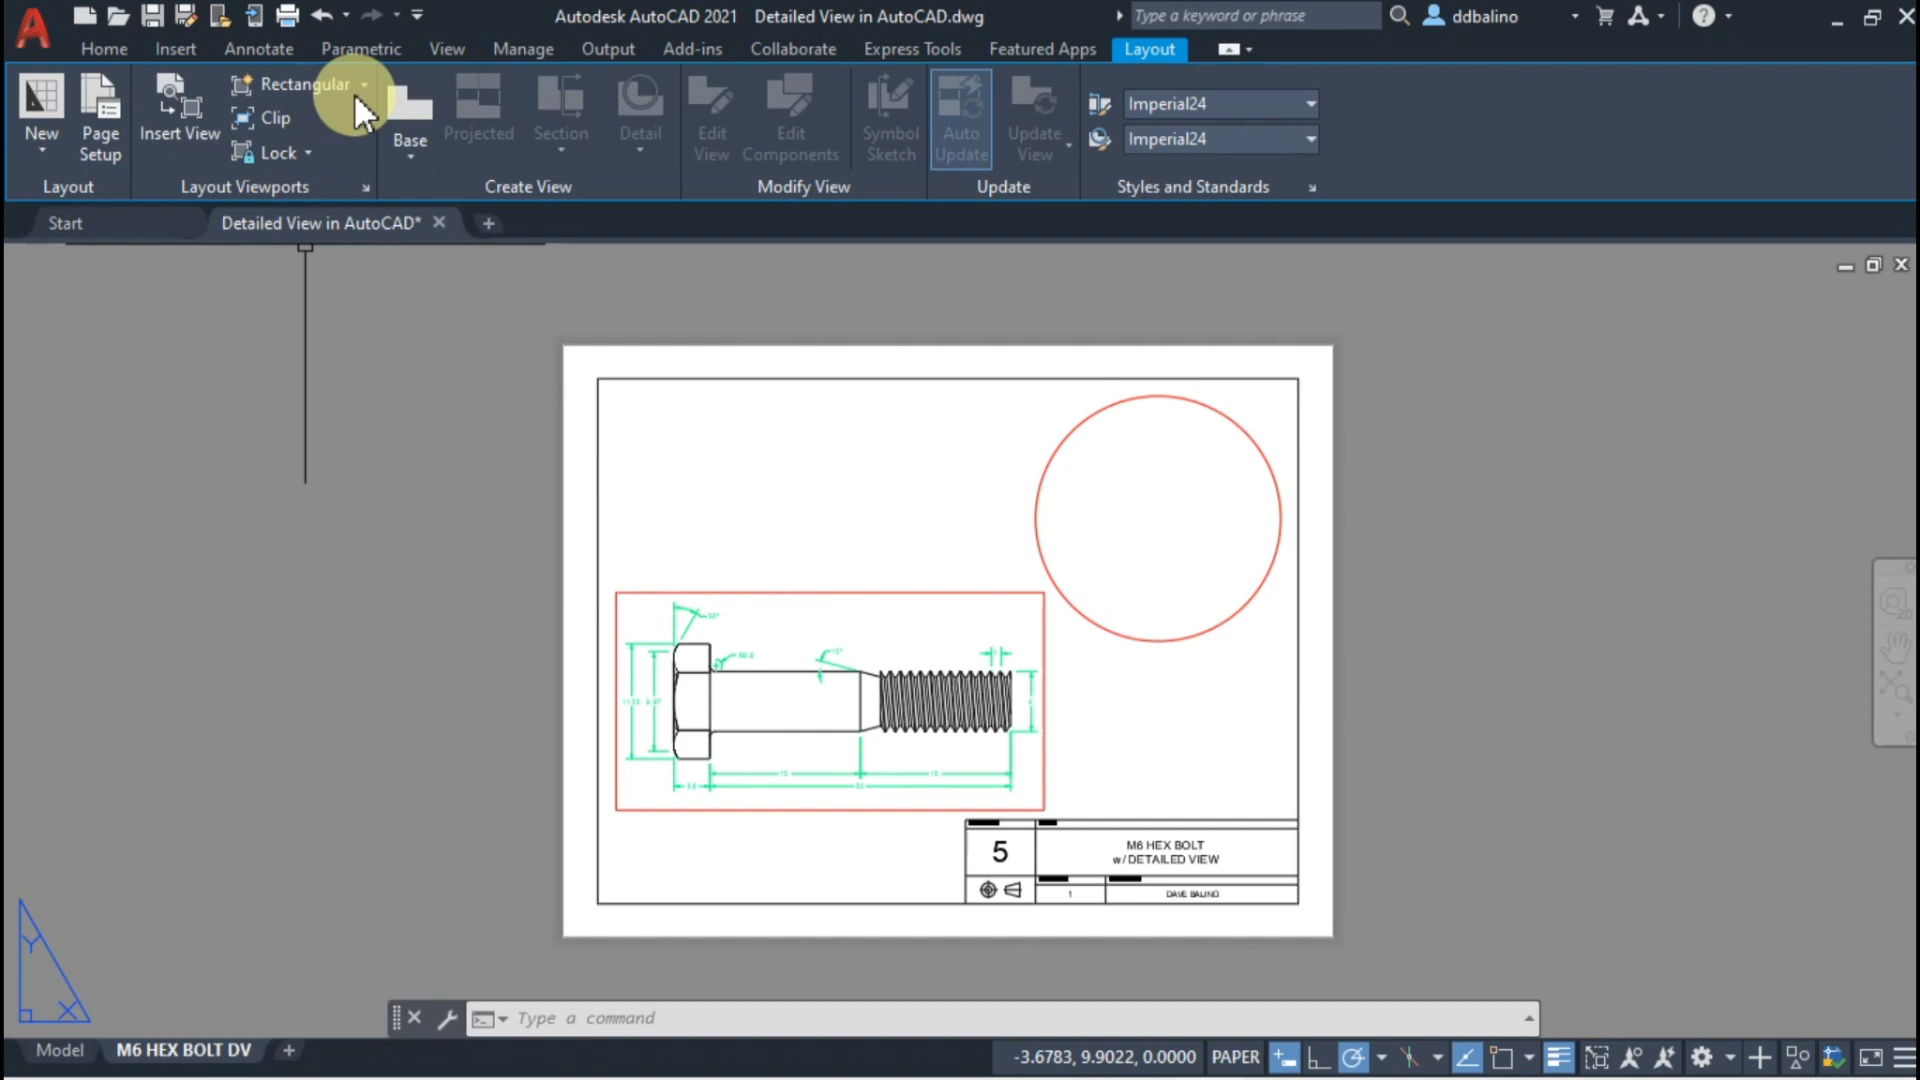 Autodesk AutoCAD 2021 Detailed View in AutoCAD.dwg
Type a keyword or phrase
ddbalino
Home Insert Annotate Parametric View Manage Output Add-ins Collaborate Express Tools Featured Apps Layout
New
Page Setup
Insert View
Rectangular
Clip
Lock
Base
Projected
Section
Detail
Edit View
Edit Components
Symbol Sketch
Auto Update
Update View
Imperial24
Imperial24
Layout
Layout Viewports
Create View
Modify View
Update
Styles and Standards
Start
Detailed View in AutoCAD*
2D
30°
15
15
5
M6 HEX BOLT
w/ DETAILED VIEW
1
DAVE BALINO
Y
X
Type a command
Model
M6 HEX BOLT DV
-3.6783, 9.9022, 0.0000 PAPER